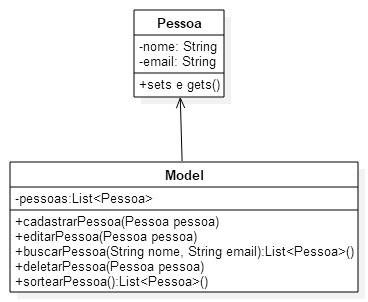 Pessoa
-nome: String
-email: String
+sets e gets()
Model
-pessoas:List<Pessoa>
+cadastrarPessoa(Pessoa pessoa)
+editarPessoa(Pessoa pessoa)
+buscarPessoa(String nome, String email):List<Pessoa>()
+deletarPessoa(Pessoa pessoa)
+sortearPessoa():List<Pessoa>()